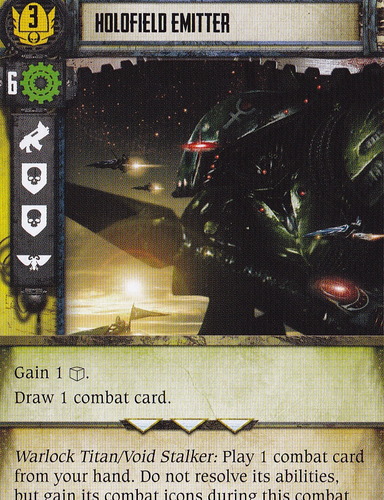 3
HOLOFIELD EMITTER
6
Gain 1 .
Draw 1 combat card.
Warlock Titan/Void Stalker: Play 1 combat card
from your hand. Do not resolve its abilities,
but gain its combat icons during this combat